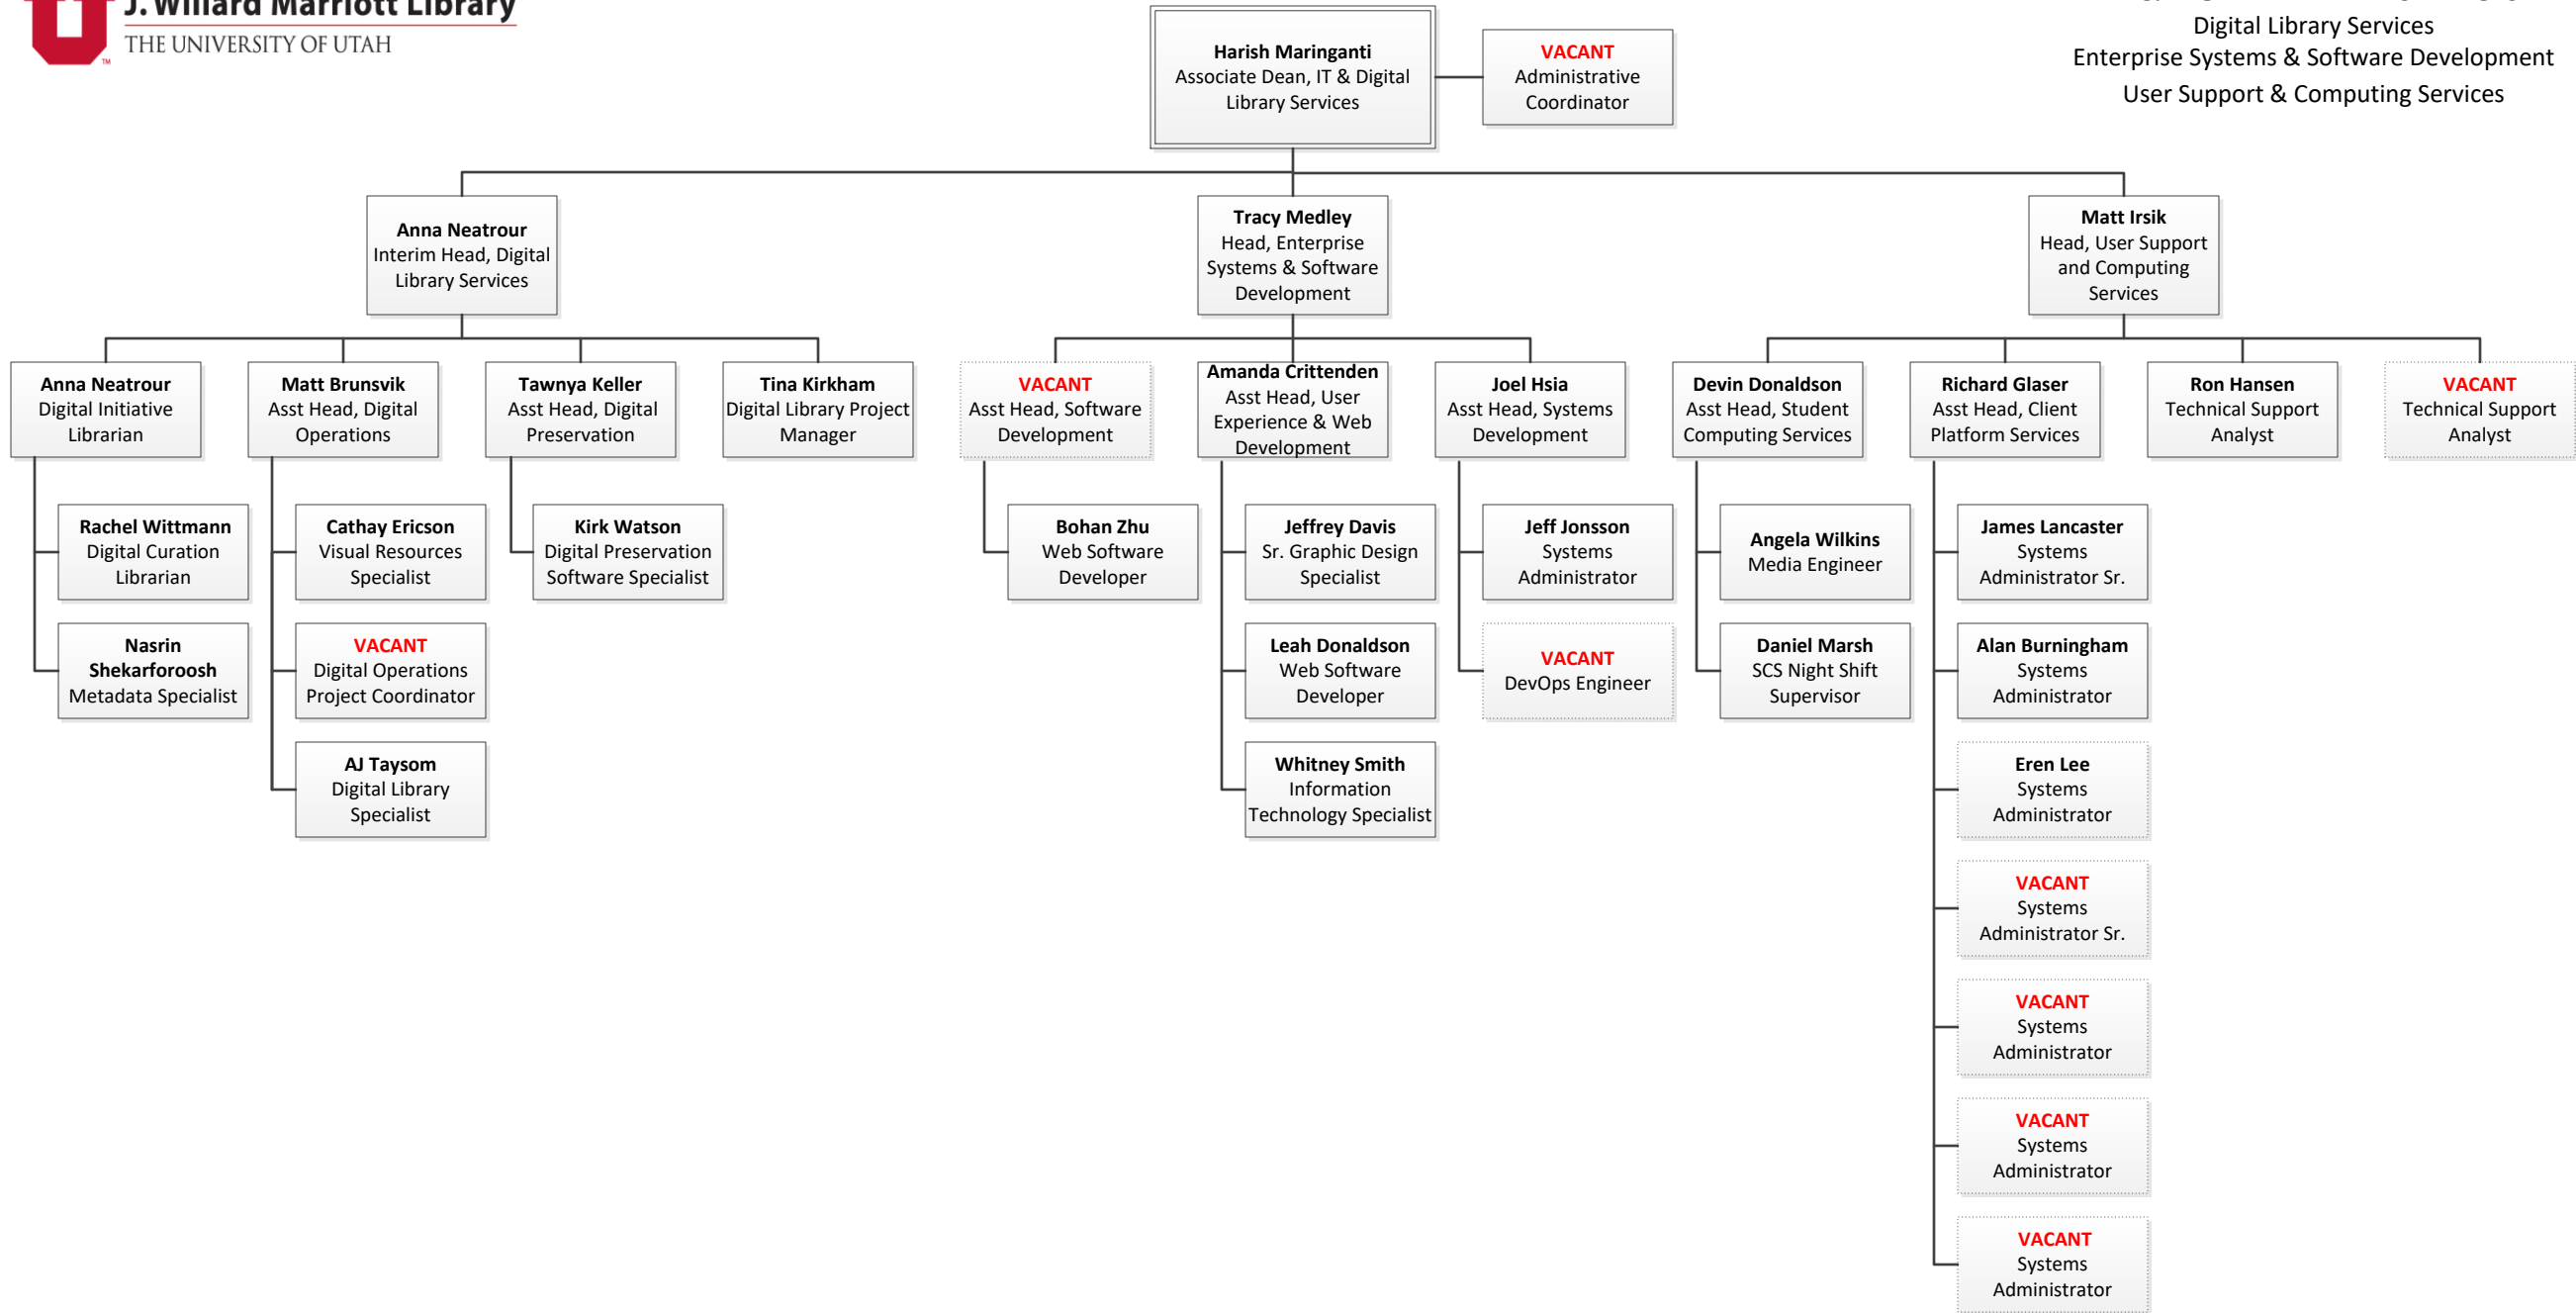 J. Willard Marriott Library
THE UNIVERSITY OF UTAH
TM
Digital Library Services
Enterprise Systems & Software Development
User Support & Computing Services
Harish Maringanti
Associate Dean, IT & Digital
Library Services
VACANT
Administrative
Coordinator
Anna Neatrour
Interim Head, Digital
Library Services
Tracy Medley
Head, Enterprise
Systems & Software
Development
Matt Irsik
Head, User Support
and Computing
Services
Anna Neatrour
Digital Initiative
Librarian
Matt Brunsvik
Asst Head, Digital
Operations
Tawnya Keller
Asst Head, Digital
Preservation
Tina Kirkham
Digital Library Project
Manager
VACANT
Asst Head, Software
Development
Amanda Crittenden
Asst Head, User
Experience & Web
Development
Joel Hsia
Asst Head, Systems
Development
Devin Donaldson
Asst Head, Student
Computing Services
Richard Glaser
Asst Head, Client
Platform Services
Ron Hansen
Technical Support
Analyst
VACANT
Technical Support
Analyst
Rachel Wittmann
Digital Curation
Librarian
Nasrin
Shekarforoosh
Metadata Specialist
Cathay Ericson
Visual Resources
Specialist
VACANT
Digital Operations
Project Coordinator
AJ Taysom
Digital Library
Specialist
Kirk Watson
Digital Preservation
Software Specialist
Bohan Zhu
Web Software
Developer
Jeffrey Davis
Sr. Graphic Design
Specialist
Leah Donaldson
Web Software
Developer
Whitney Smith
Information
Technology Specialist
Jeff Jonsson
Systems
Administrator
VACANT
DevOps Engineer
Angela Wilkins
Media Engineer
Daniel Marsh
SCS Night Shift
Supervisor
James Lancaster
Systems
Administrator Sr.
Alan Burningham
Systems
Administrator
Eren Lee
Systems
Administrator
VACANT
Systems
Administrator Sr.
VACANT
Systems
Administrator
VACANT
Systems
Administrator
VACANT
Systems
Administrator